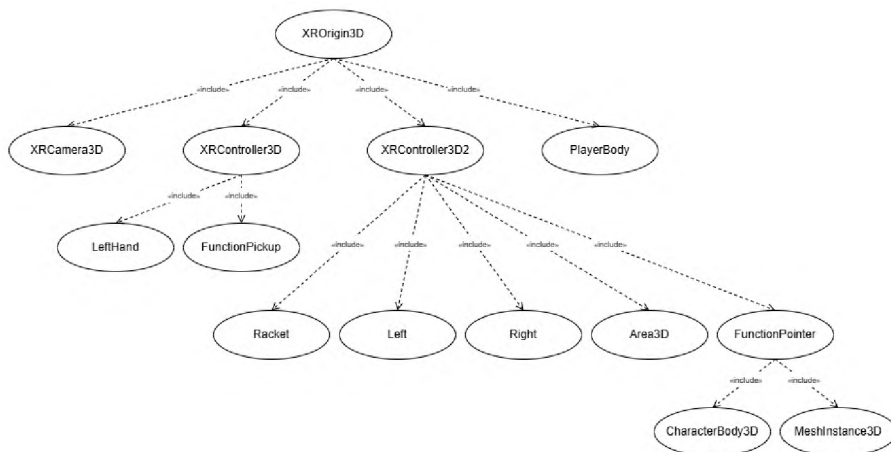 XROrigin3D
«include» «include» «include» «include»
XRCamera3D XRController3D XRController3D2 PlayerBody
«include» «include»
LeftHand FunctionPickup
«include» «include» «include» «include» «include»
Racket Left Right Area3D FunctionPointer
«include» «include»
CharacterBody3D MeshInstance3D